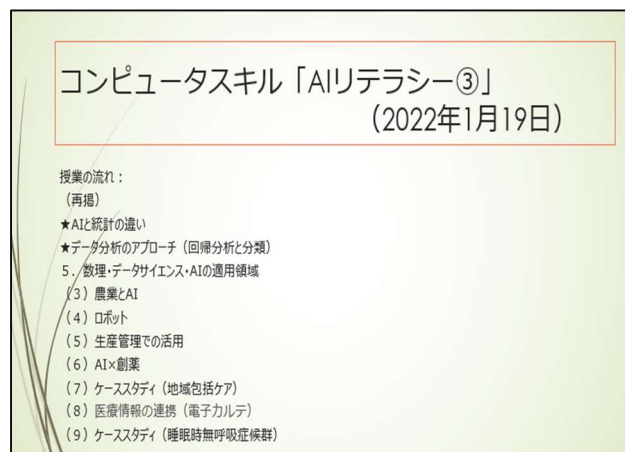 コンピュータスキル「AIリテラシー③」
（2022年1月19日）
授業の流れ：
（再掲）
★AIと統計の違い
★データ分析のアプローチ（回帰分析と分類）
５．数理・データサイエンス・AIの適用領域
（３）農業とAI
（４）ロボット
（５）生産管理での活用
（６）AI×創薬
（７）ケーススタディ（地域包括ケア）
（８）医療情報の連携（電子カルテ）
（９）ケーススタディ（睡眠時無呼吸症候群）